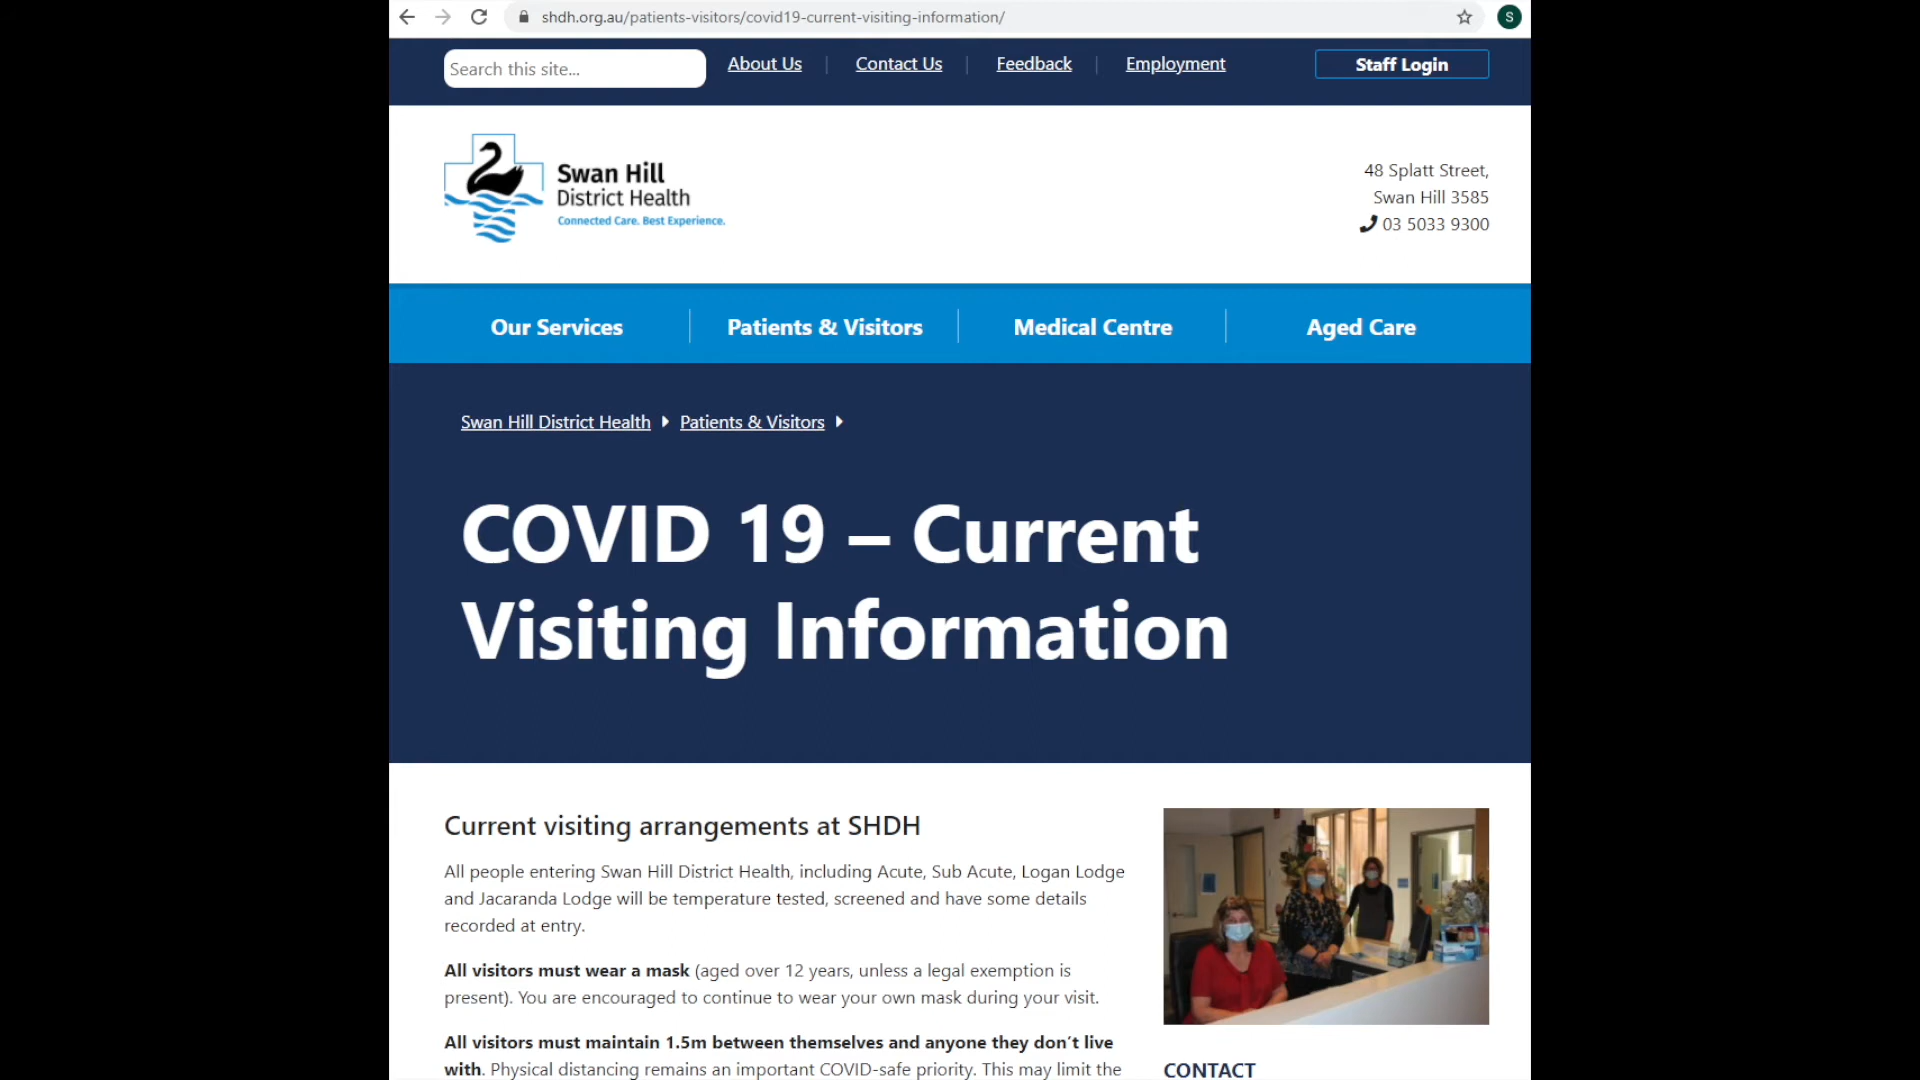 shdh.org.au/patients-visitors/covid19-current-visiting-information/
S
Search this site...
About Us
Contact Us
Feedback
Employment
Staff Login
Swan Hill
District Health
Connected Care. Best Experience.
48 Splatt Street,
Swan Hill 3585
03 5033 9300
Our Services
Patients & Visitors
Medical Centre
Aged Care
Swan Hill District Health
Patients & Visitors
COVID 19 – Current
Visiting Information
Current visiting arrangements at SHDH
All people entering Swan Hill District Health, including Acute, Sub Acute, Logan Lodge
and Jacaranda Lodge will be temperature tested, screened and have some details
recorded at entry.
All visitors must wear a mask (aged over 12 years, unless a legal exemption is
present). You are encouraged to continue to wear your own mask during your visit.
All visitors must maintain 1.5m between themselves and anyone they don’t live
with. Physical distancing remains an important COVID-safe priority. This may limit the
CONTACT